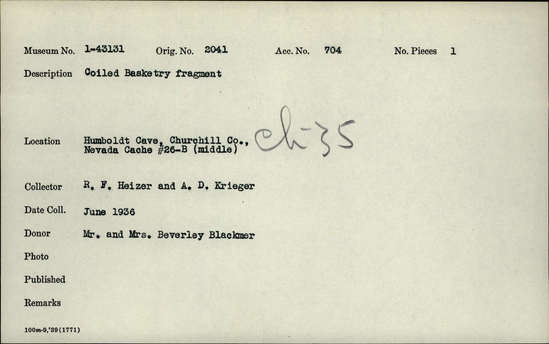 Museum No. 1-43131 Orig. No. 2041 Acc. No. 704 No. Pieces 1
Description Coiled Basketry fragment
Location Humboldt Cave, Churchill Co.,
Nevada Cache #26-B (middle)
Ch-35
Collector R. F. Heizer and A. D. Krieger
Date Coll. June 1936
Donor Mr. and Mrs. Beverley Blackmer
Photo
Published
Remarks
100m-9,'39(1771)